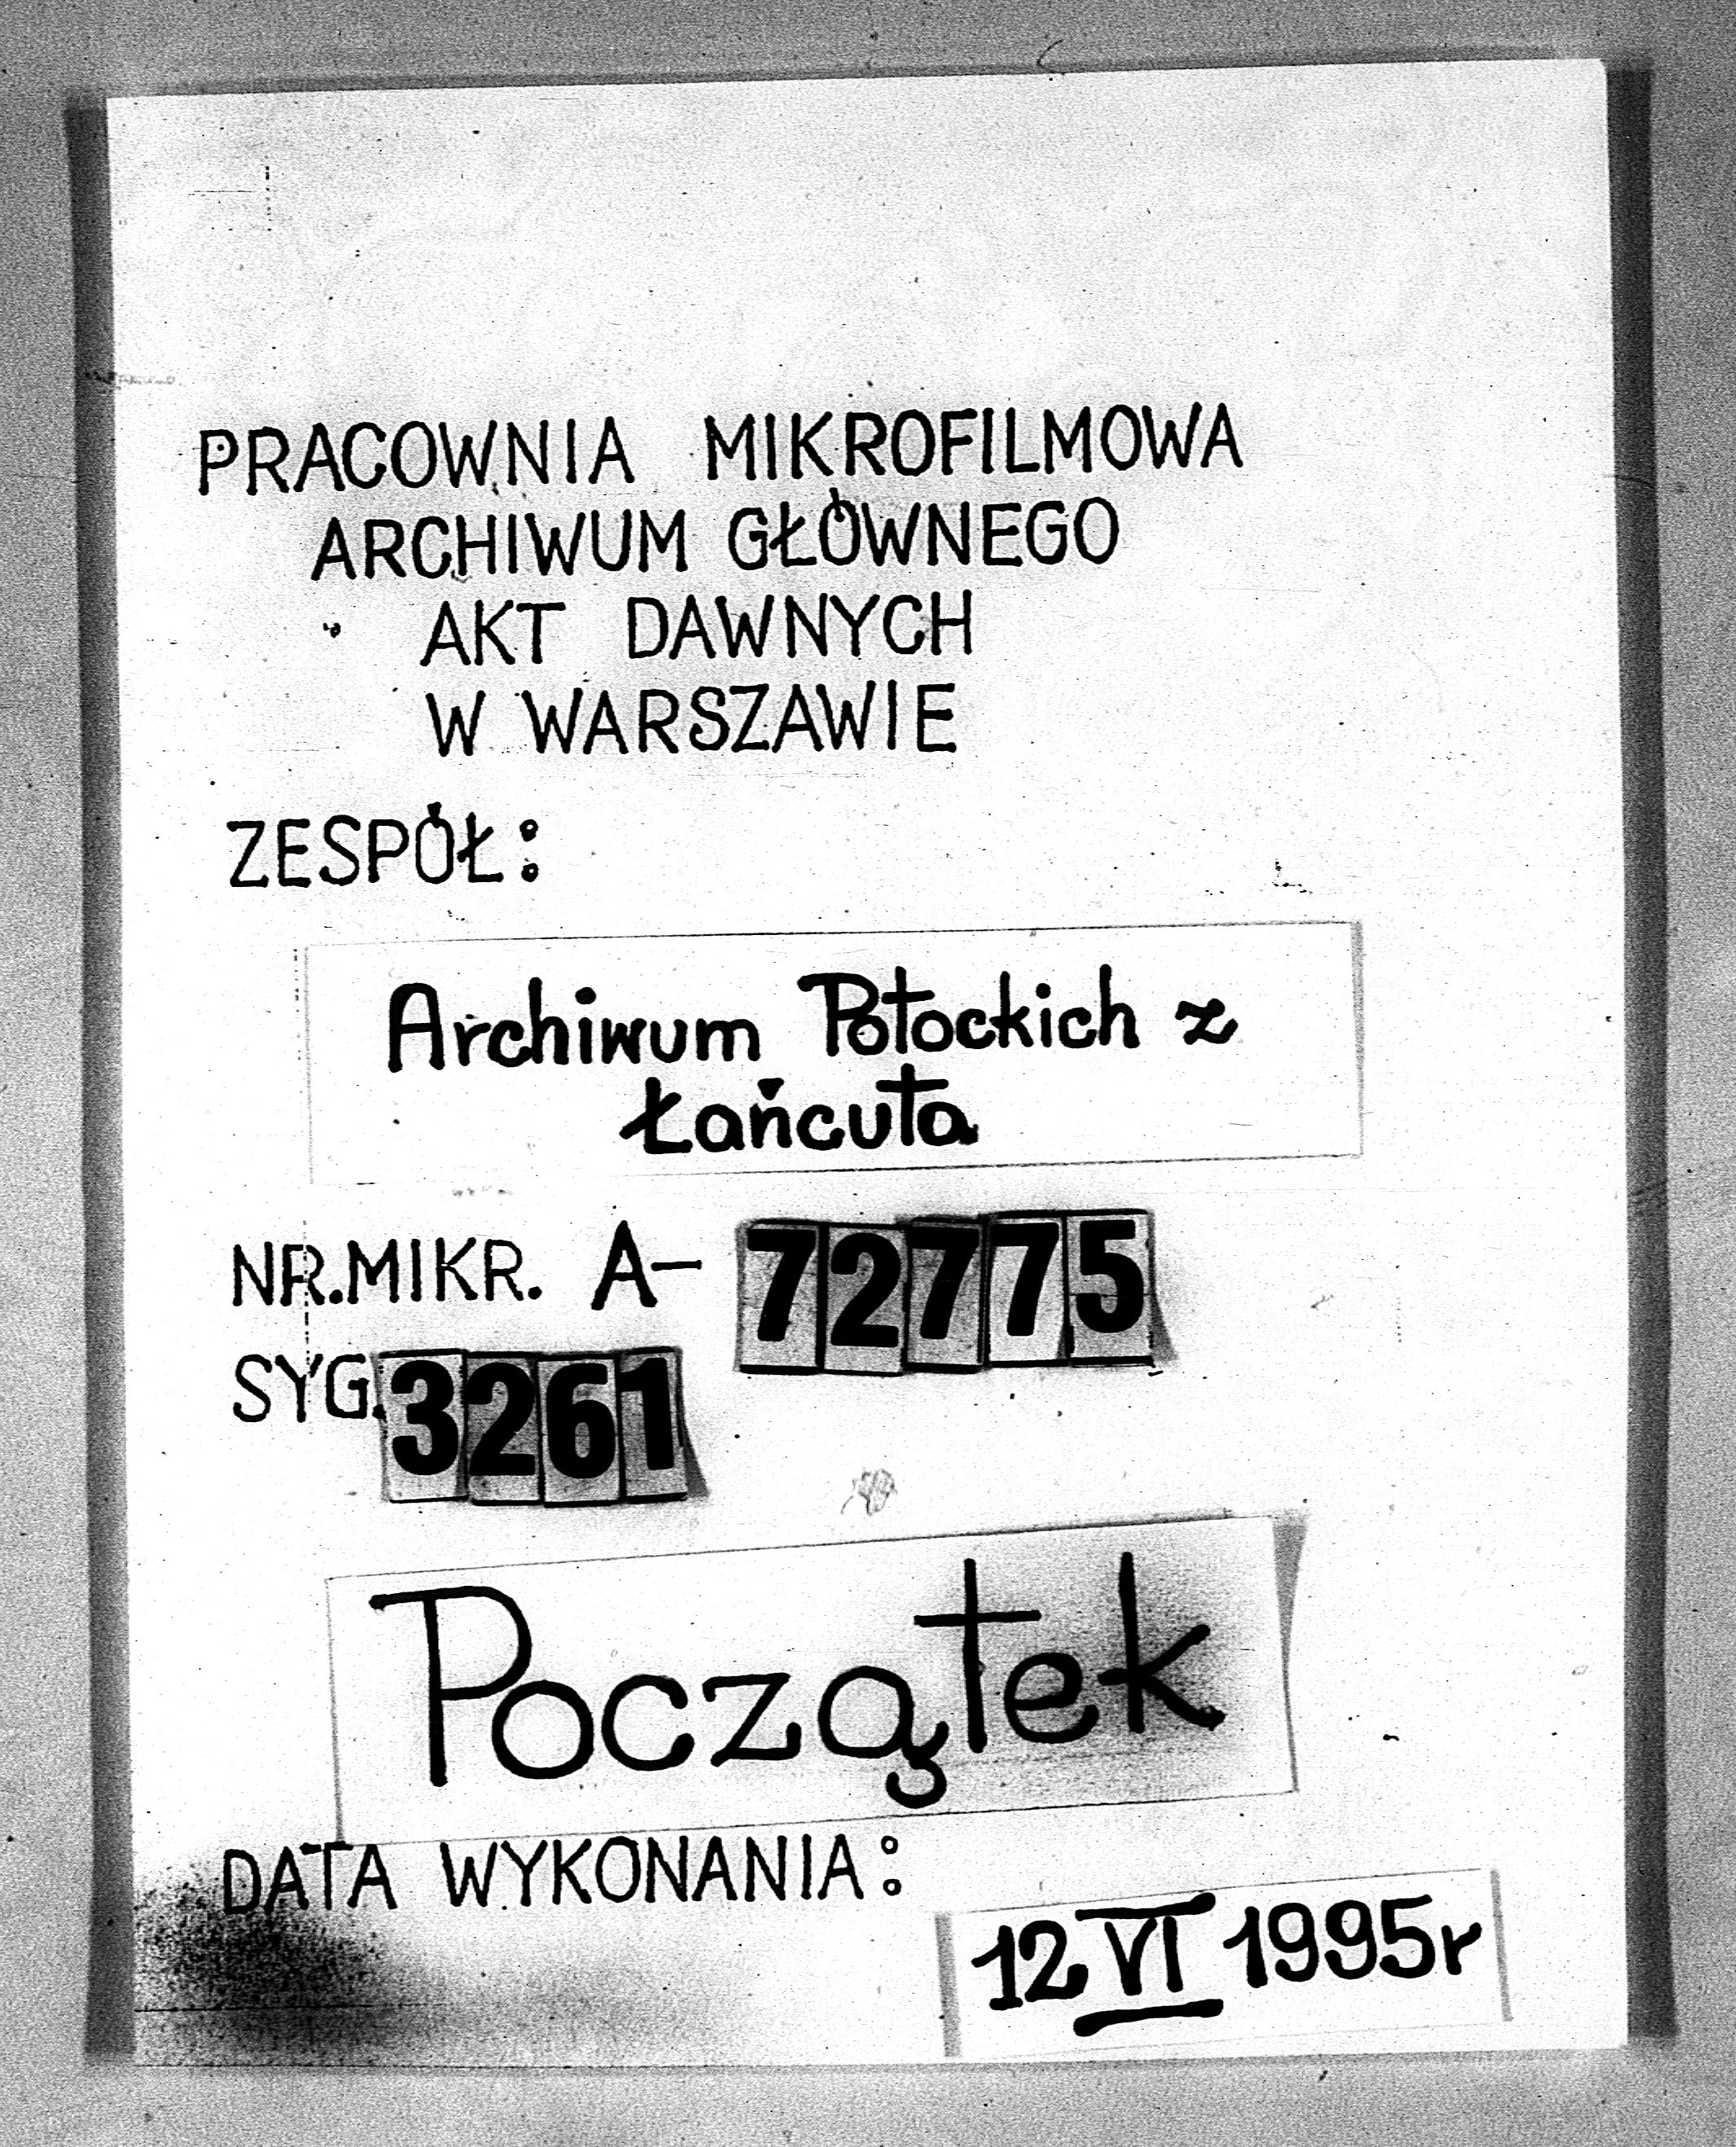 PRACOWNIA MIKROFILMOWA
ARCHIWUM GŁÓWNEGO
AKT DAWNYCH
W WARSZAWIE
ZESPÓŁ:
Archiwum Potockich z
Łańcuta
NR.MIKR. A- 72775
SYG. 3261
Początek
DATA WYKONANIA:
12 VI 1995r